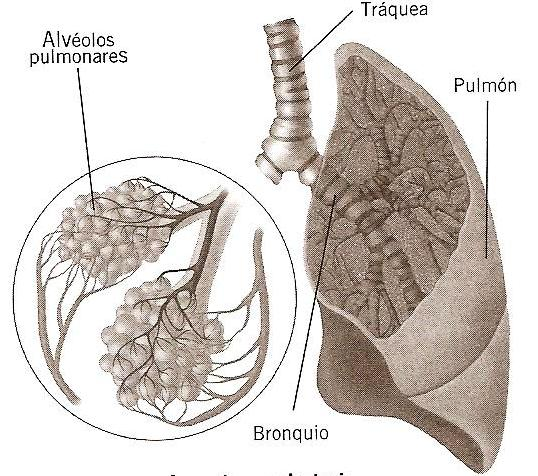 Tráquea
Alvéolos
pulmonares
Pulmón
Bronquio